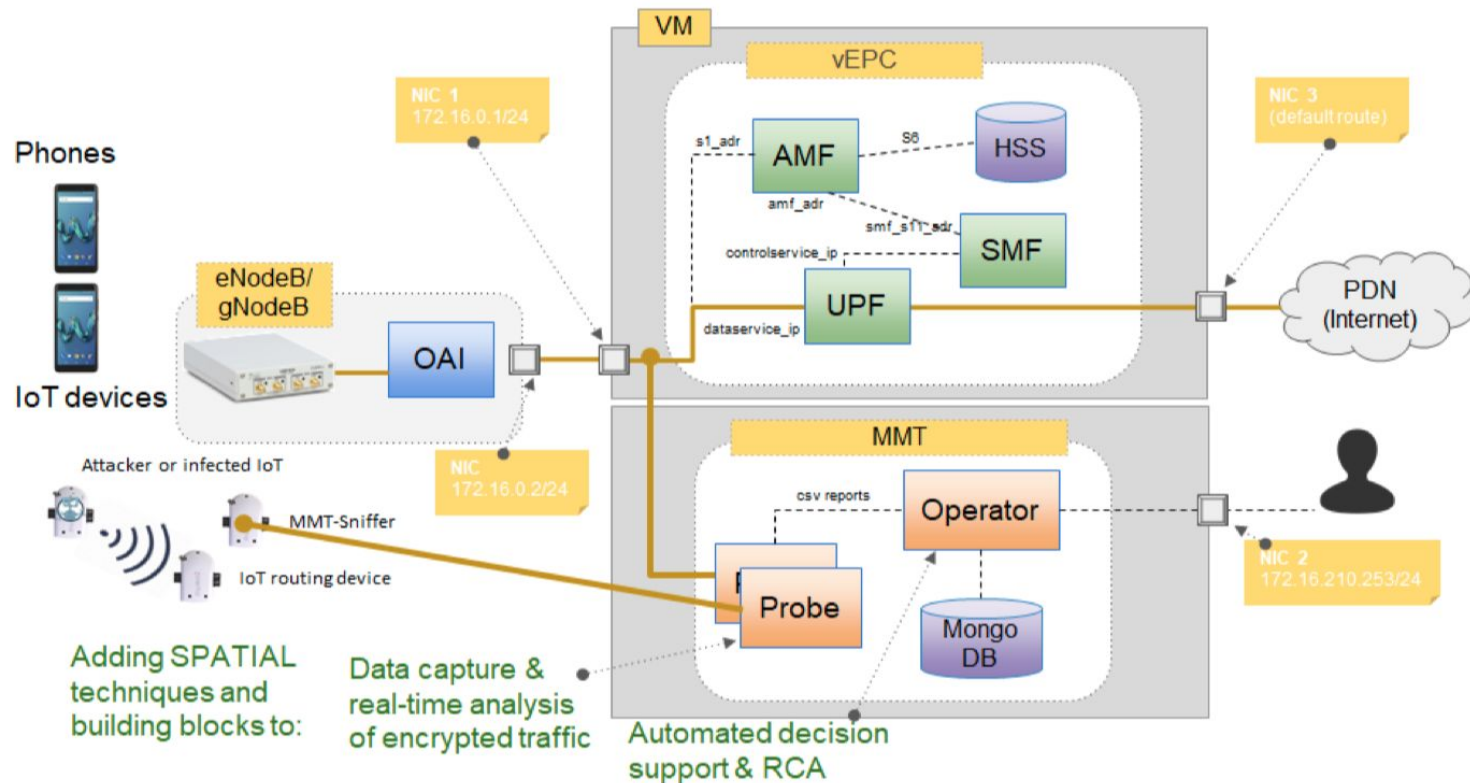 VM
vEPC
NIC 1
172.16.0.1/24
NIC 3
(default route)
Phones
s1_adr
AMF
S6
HSS
amf_adr
smf_s11_adr
SMF
controlservice_ip
eNodeB/
gNodeB
UPF
PDN
(Internet)
dataservice_ip
OAI
IoT devices
MMT
Attacker or infected IoT
NIC
172.16.0.2/24
csv reports
Operator
MMT-Sniffer
NIC 2
172.16.210.253/24
IoT routing device
Probe
Mongo
DB
Adding SPATIAL
techniques and
building blocks to:
Data capture &
real-time analysis
of encrypted traffic
Automated decision
support & RCA